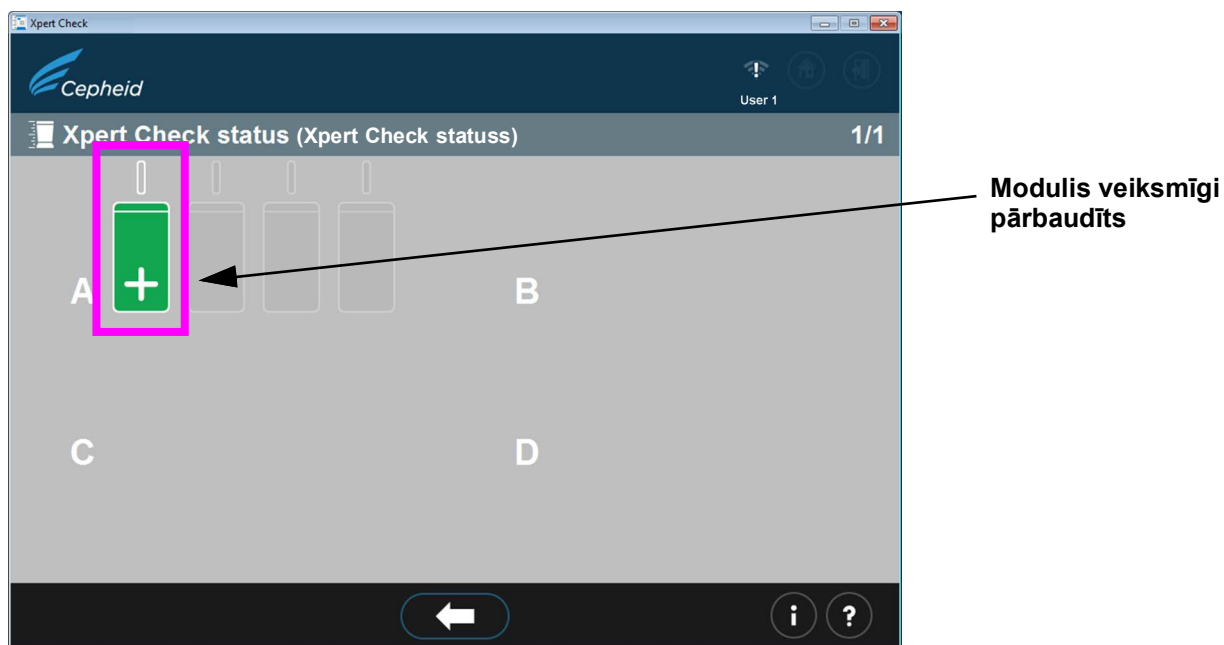 Xpert Check
Cepheid
User 1
Xpert Check status (Xpert Check statuss)
1/1
Modulis veiksmīgi
pārbaudīts
A
B
C
D
i
?